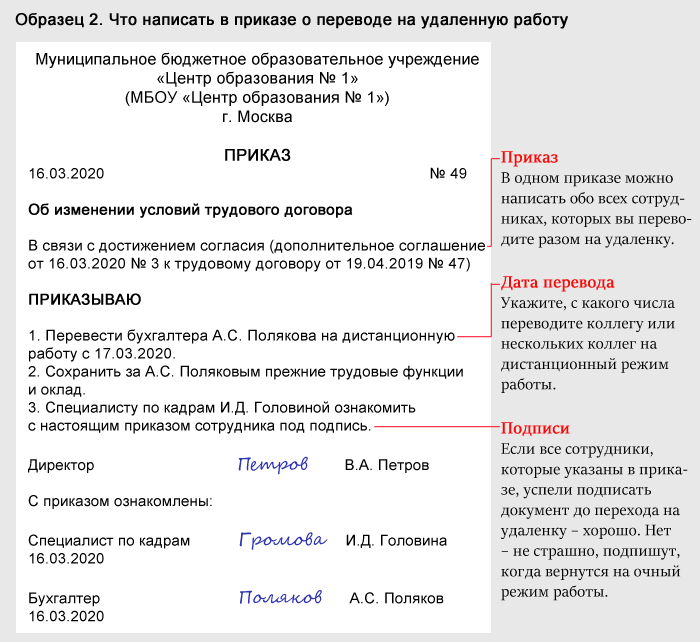 Образец 2. Что написать в приказе о переводе на удаленную работу
Муниципальное бюджетное образовательное учреждение
«Центр образования № 1»
(МБОУ «Центр образования № 1»)
г. Москва
ПРИКАЗ
16.03.2020 № 49
Об изменении условий трудового договора
В связи с достижением согласия (дополнительное соглашение
от 16.03.2020 № 3 к трудовому договору от 19.04.2019 № 47)
ПРИКАЗЫВАЮ
1. Перевести бухгалтера А.С. Полякова на дистанционную
работу с 17.03.2020.
2. Сохранить за А.С. Поляковым прежние трудовые функции
и оклад.
3. Специалисту по кадрам И.Д. Головиной ознакомить
с настоящим приказом сотрудника под подпись.
Директор Петров В.А. Петров
С приказом ознакомлены:
Специалист по кадрам Громова И.Д. Головина
16.03.2020
Бухгалтер Поляков А.С. Поляков
16.03.2020
Приказ
В одном приказе можно
написать обо всех сотруд-
никах, которых вы перево-
дите разом на удаленку.
Дата перевода
Укажите, с какого числа
переводите коллегу или
нескольких коллег на
дистанционный режим
работы.
Подписи
Если все сотрудники,
которые указаны в прика-
зе, успели подписать
документ до перехода на
удаленку – хорошо. Нет
– не страшно, подпишут,
когда вернутся на очный
режим работы.